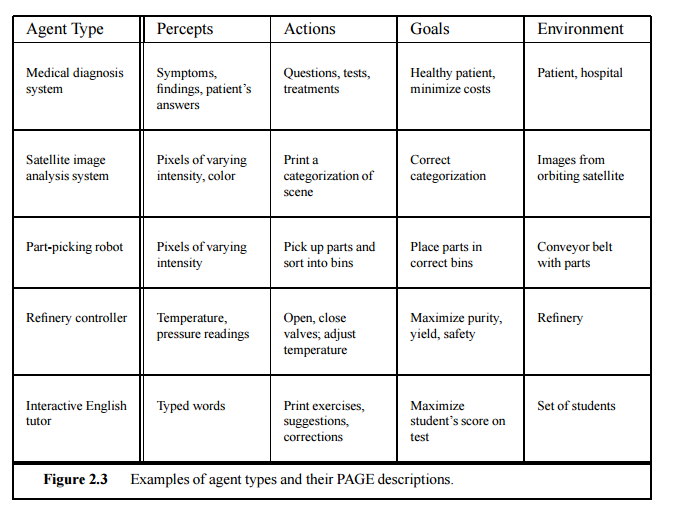 Agent Type Percepts Actions Goals Environment
Medical diagnosis
system
Symptoms,
findings, patient's
answers
Questions, tests,
treatments
Healthy patient,
minimize costs
Patient, hospital
Satellite image
analysis system
Pixels of varying
intensity, color
Print a
categorization of
scene
Correct
categorization
Images from
orbiting satellite
Part-picking robot
Pixels of varying
intensity
Pick up parts and
sort into bins
Place parts in
correct bins
Conveyor belt
with parts
Refinery controller
Temperature,
pressure readings
Open, close
valves; adjust
temperature
Maximize purity,
yield, safety
Refinery
Interactive English
tutor
Typed words
Print exercises,
suggestions,
corrections
Maximize
student's score on
test
Set of students
Figure 2.3 Examples of agent types and their PAGE descriptions.